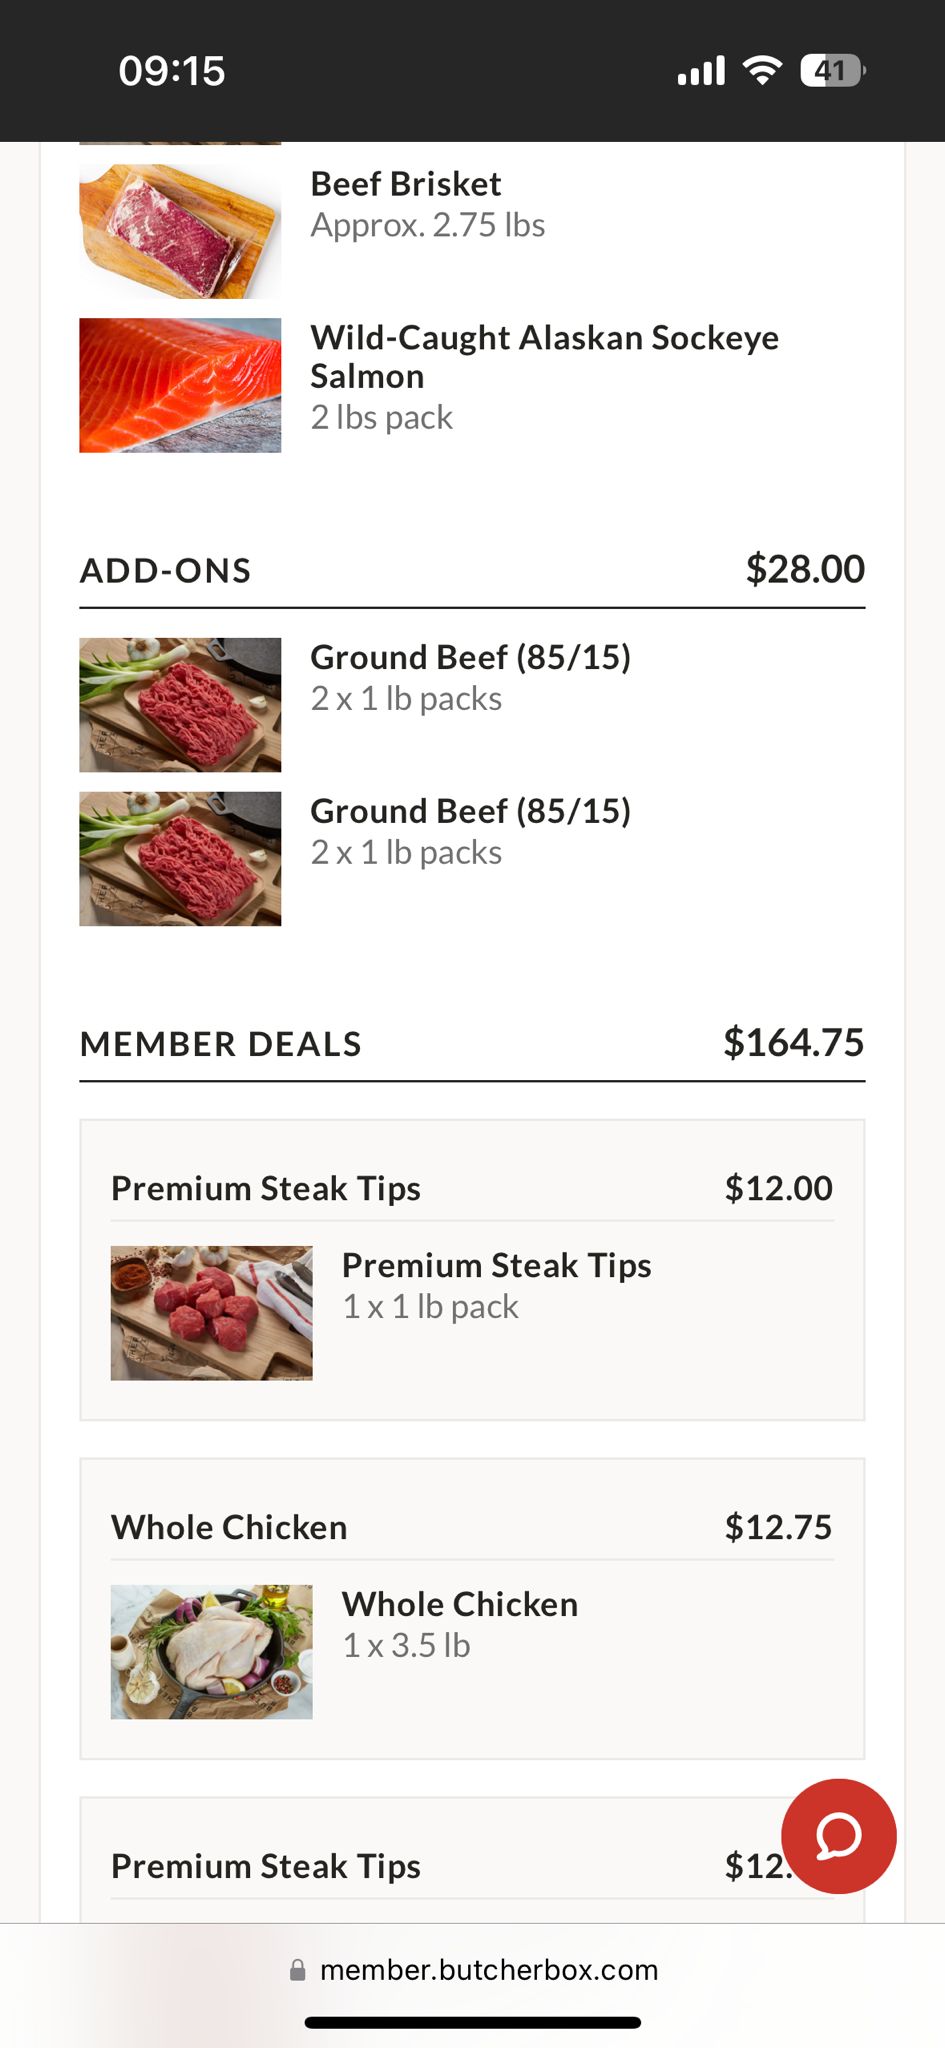 09:15
41
Beef Brisket
Approx. 2.75 lbs
Wild-Caught Alaskan Sockeye
Salmon
2 lbs pack
ADD-ONS $28.00
Ground Beef (85/15)
2 x 1 lb packs
Ground Beef (85/15)
2 x 1 lb packs
MEMBER DEALS $164.75
Premium Steak Tips $12.00
Premium Steak Tips
1 x 1 lb pack
Whole Chicken $12.75
Whole Chicken
1 x 3.5 lb
Premium Steak Tips $12.
member.butcherbox.com